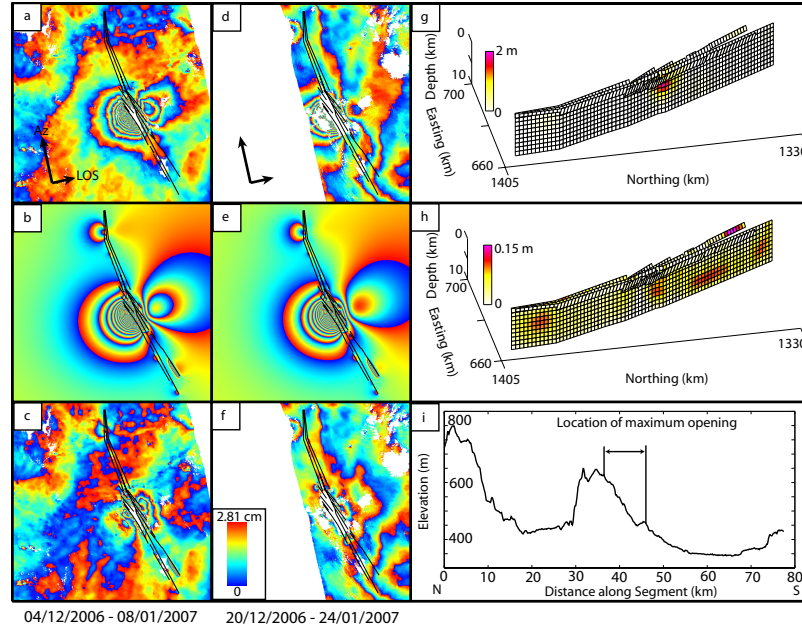 a
Az
LOS
b
c
2.81 cm
0
04/12/2006 - 08/01/2007
d
e
f
20/12/2006 - 24/01/2007
g
0
10
Depth (km)
700
Easting (km)
660
1405
Northing (km)
1330
2 m
0
h
0
10
Depth (km)
700
Easting (km)
660
1405
Northing (km)
1330
0.15 m
0
i
Location of maximum opening
800
600
400
Elevation (m)
0 10 20 30 40 50 60 70 80
N
Distance along Segment (km)
S